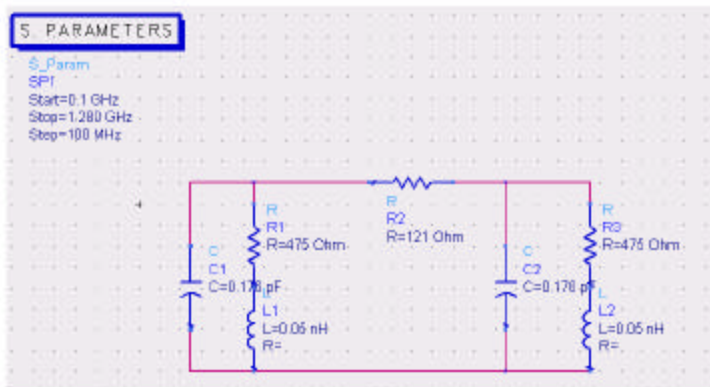 S. PARAMETERS
S_Param
SP1
Start=0.1 GHz
Stop=1.280 GHz
Step=100 MHz
R
R1
R=475 Ohm
R
R2
R=121 Ohm
R
R3
R=475 Ohm
C
C1
C=0.178 pF
C
C2
C=0.178 pF
L
L1
L=0.05 nH
R=
L
L2
L=0.05 nH
R=